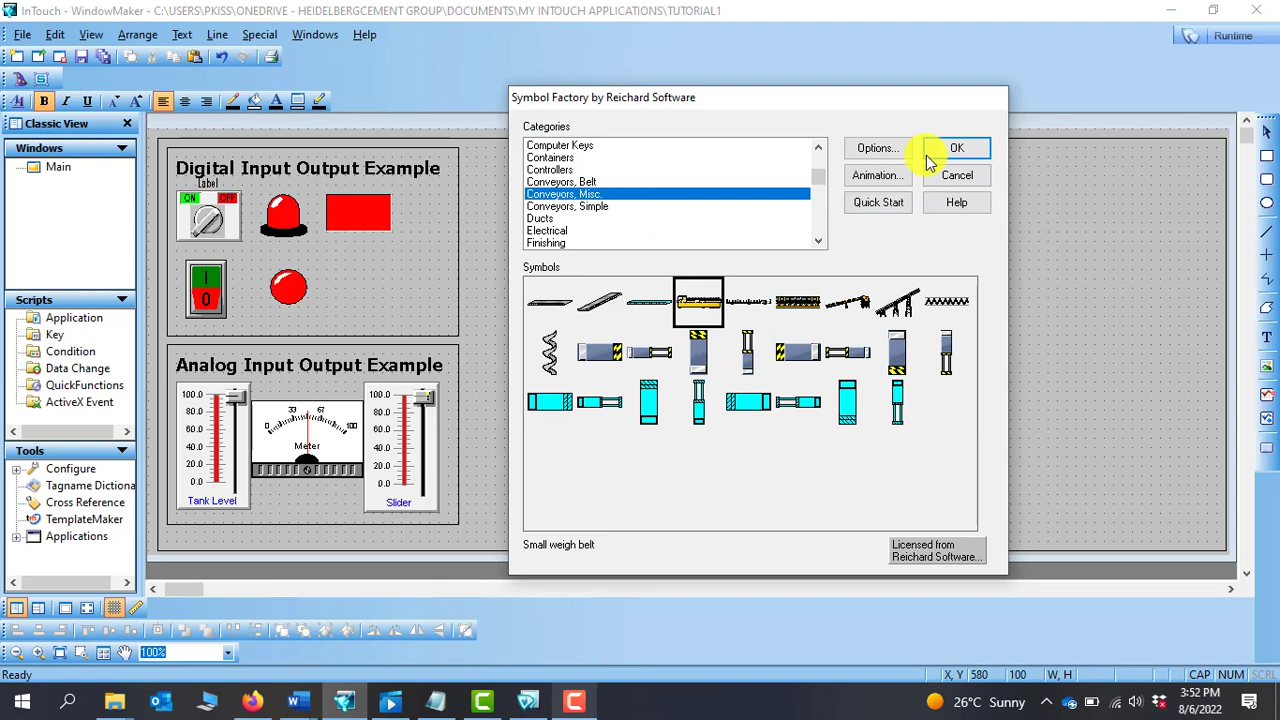 InTouch - WindowMaker - C:\USERS\PKISS\ONEDRIVE - HEIDELBERGCEMENT GROUP\DOCUMENTS\MY INTOUCH APPLICATIONS\TUTORIAL1
File Edit View Arrange Text Line Special Windows Help
Runtime
Classic View
Windows
Main
Scripts
Application
Key
Condition
Data Change
QuickFunctions
ActiveX Event
Tools
Configure
Tagname Dictiona
Cross Reference
TemplateMaker
Applications
Digital Input Output Example
Label
ON OFF
I
0
Analog Input Output Example
100.0
80.0
60.0
40.0
20.0
0.0
Tank Level
0 33 67 100
Meter
100.0
80.0
60.0
40.0
20.0
0.0
Slider
Symbol Factory by Reichard Software
Categories
Computer Keys
Containers
Controllers
Conveyors, Belt
Conveyors, Misc.
Conveyors, Simple
Ducts
Electrical
Finishing
Options... OK
Animation... Cancel
Quick Start Help
Symbols
Small weigh belt
Licensed from
Reichard Software...
100%
Ready
X, Y 580 100 W, H CAP NUM
26°C Sunny
3:52 PM
8/6/2022